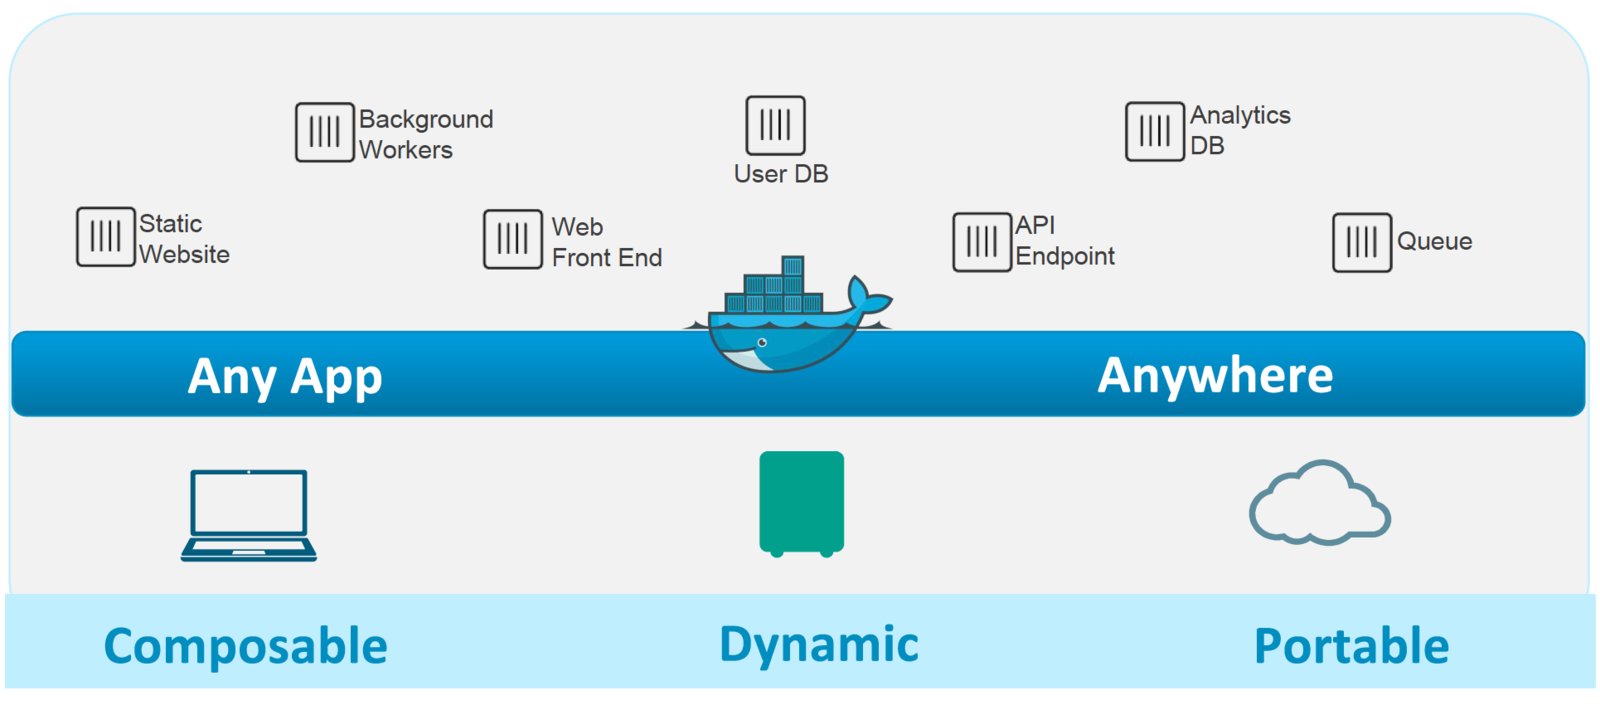 Background
Workers
User DB
Analytics
DB
Static
Website
Web
Front End
API
Endpoint
Queue
Any App
Anywhere
Composable
Dynamic
Portable